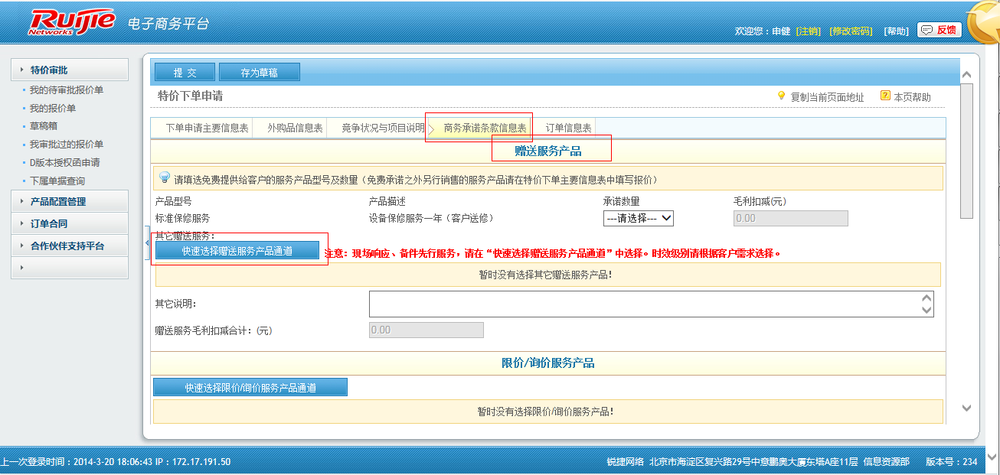 Ruijie Networks 电子商务平台
欢迎您：申健 [注销] [修改密码] [帮助] 反馈
特价审批
我的待审批报价单
我的报价单
草稿箱
我审批过的报价单
D版本授权函申请
下属单据查询
产品配置管理
订单合同
合作伙伴支持平台
提 交 存为草稿
特价下单申请 复制当前页面地址 本页帮助
下单申请主要信息表 外购品信息表 竞争状况与项目说明 商务承诺条款信息表 订单信息表
赠送服务产品
请填选免费提供给客户的服务产品型号及数量（免费承诺之外另行销售的服务产品请在特价下单主要信息表中填写报价）
产品型号 产品描述 承诺数量 毛利扣减(元)
标准保修服务 设备保修服务一年（客户送修） ---请选择--- 0.00
其它赠送服务:
快速选择赠送服务产品通道 注意：现场响应、备件先行服务，请在“快速选择赠送服务产品通道”中选择。时效级别请根据客户需求选择。
暂时没有选择其它赠送服务产品!
其它说明:
赠送服务毛利扣减合计：(元) 0.00
限价/询价服务产品
快速选择限价/询价服务产品通道
暂时没有选择限价/询价服务产品!
上一次登录时间：2014-3-20 18:06:43 IP：172.17.191.50 锐捷网络 北京市海淀区复兴路29号中意鹏奥大厦东塔A座11层 信息资源部 版本号：234